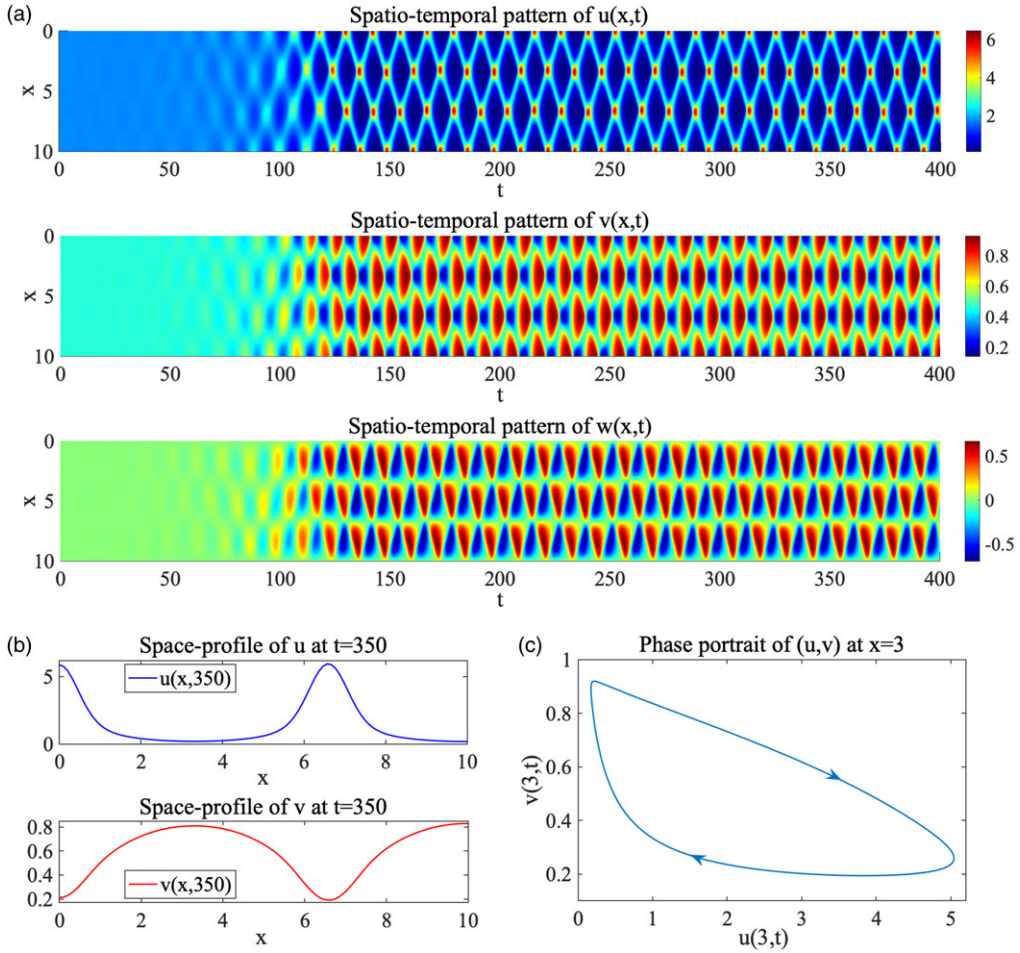 (a)
Spatio-temporal pattern of u(x,t)
0
5
10
x
0 50 100 150 200 250 300 350 400
t
6
4
2
Spatio-temporal pattern of v(x,t)
0
5
10
x
0 50 100 150 200 250 300 350 400
t
0.8
0.6
0.4
0.2
Spatio-temporal pattern of w(x,t)
0
5
10
x
0 50 100 150 200 250 300 350 400
t
0.5
0
-0.5
(b)
Space-profile of u at t=350
5
0
u(x,350)
0 2 4 6 8 10
x
Space-profile of v at t=350
0.8
0.6
0.4
0.2
v(x,350)
0 2 4 6 8 10
x
(c)
Phase portrait of (u,v) at x=3
1
0.8
0.6
0.4
0.2
v(3,t)
0 1 2 3 4 5
u(3,t)